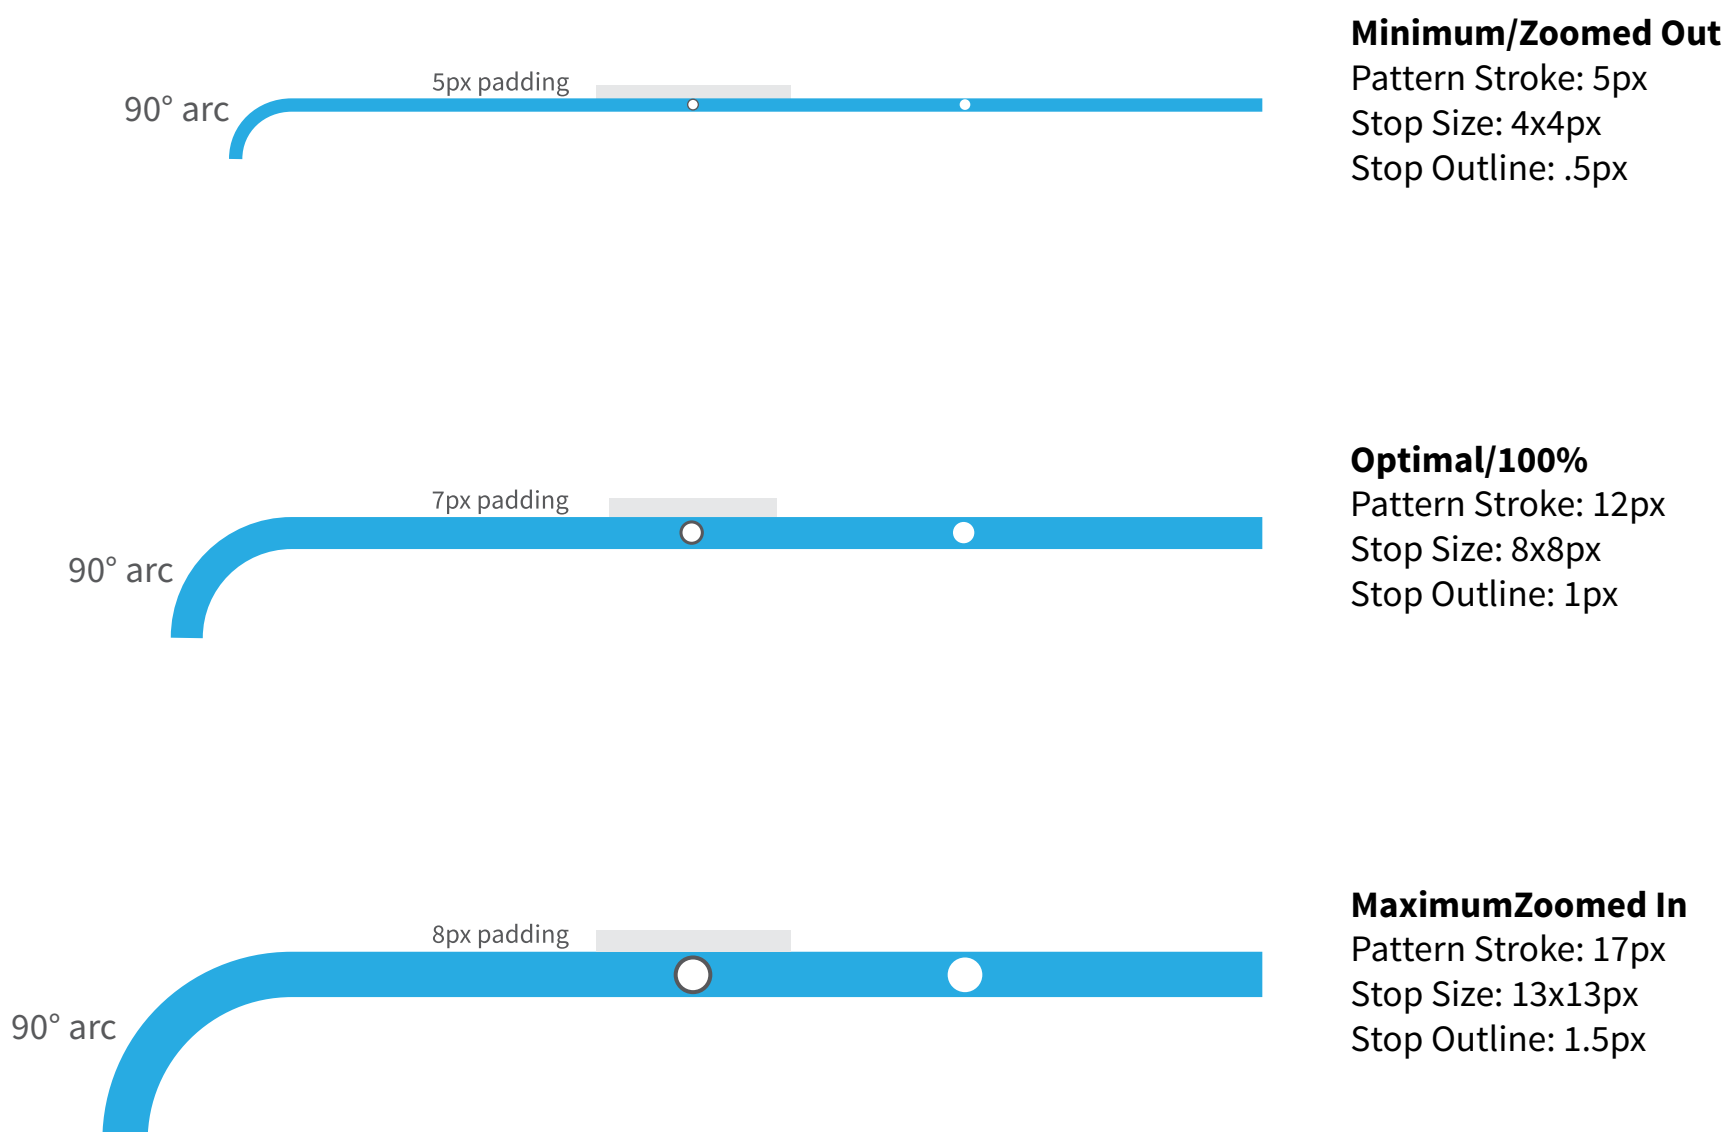 Minimum/Zoomed Out
5px padding
Pattern Stroke: 5px
90° arc
Stop Size: 4x4px
Stop Outline: .5px
Optimal/100%
7px padding
Pattern Stroke: 12px
Stop Size: 8x8px
90° arc
Stop Outline: 1px
MaximumZoomed In
8px padding
Pattern Stroke: 17px
Stop Size: 13x13px
90° arc
Stop Outline: 1.5px